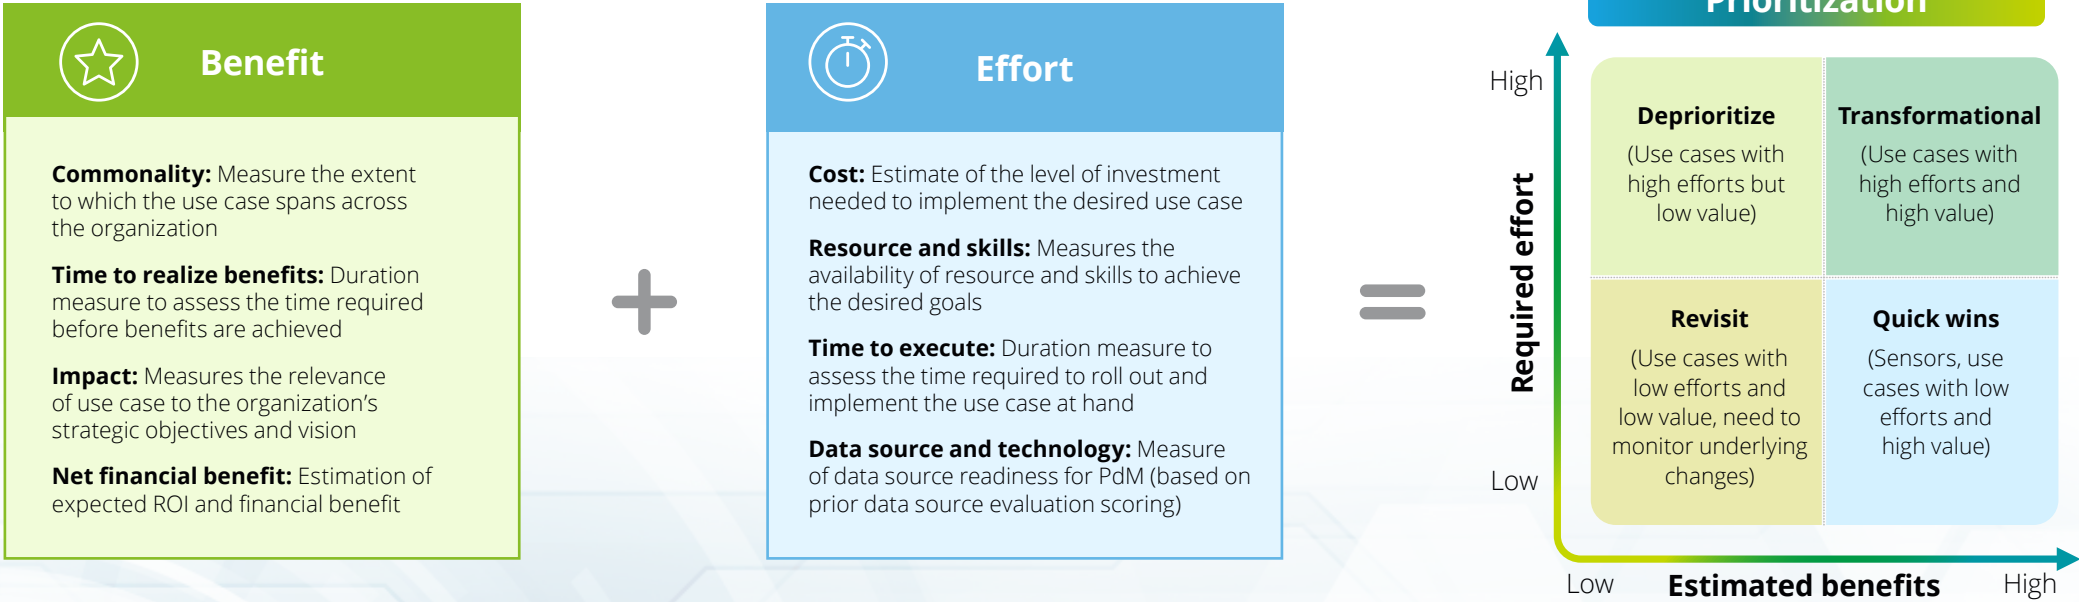 Benefit
Commonality: Measure the extent
to which the use case spans across
the organization
Time to realize benefits: Duration
measure to assess the time required
before benefits are achieved
Impact: Measures the relevance
of use case to the organization's
strategic objectives and vision
Net financial benefit: Estimation of
expected ROI and financial benefit
+
Effort
Cost: Estimate of the level of investment
needed to implement the desired use case
Resource and skills: Measures the
availability of resource and skills to achieve
the desired goals
Time to execute: Duration measure to
assess the time required to roll out and
implement the use case at hand
Data source and technology: Measure
of data source readiness for PdM (based on
prior data source evaluation scoring)
=
Prioritization
High
Required effort
Low
Deprioritize
(Use cases with
high efforts but
low value)
Transformational
(Use cases with
high efforts and
high value)
Revisit
(Use cases with
low efforts and
low value, need to
monitor underlying
changes)
Quick wins
(Sensors, use
cases with low
efforts and
high value)
Low
Estimated benefits
High